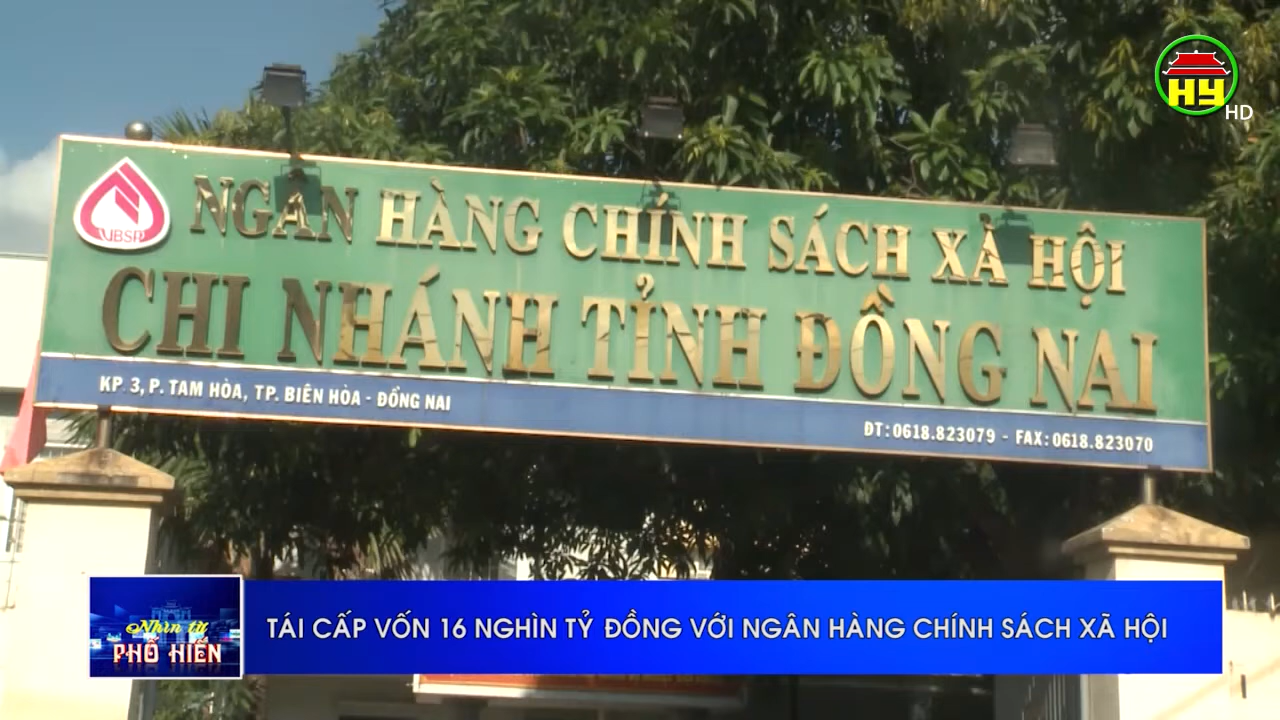 HY
HD
VBSP
NGÂN HÀNG CHÍNH SÁCH XÃ HỘI
CHI NHÁNH TỈNH ĐỒNG NAI
KP 3, P. TAM HÒA, TP. BIÊN HÒA - ĐỒNG NAI
ĐT: 0618.823079 - FAX: 0618.823070
Nhìn từ
PHỐ HIẾN
TÁI CẤP VỐN 16 NGHÌN TỶ ĐỒNG VỚI NGÂN HÀNG CHÍNH SÁCH XÃ HỘI